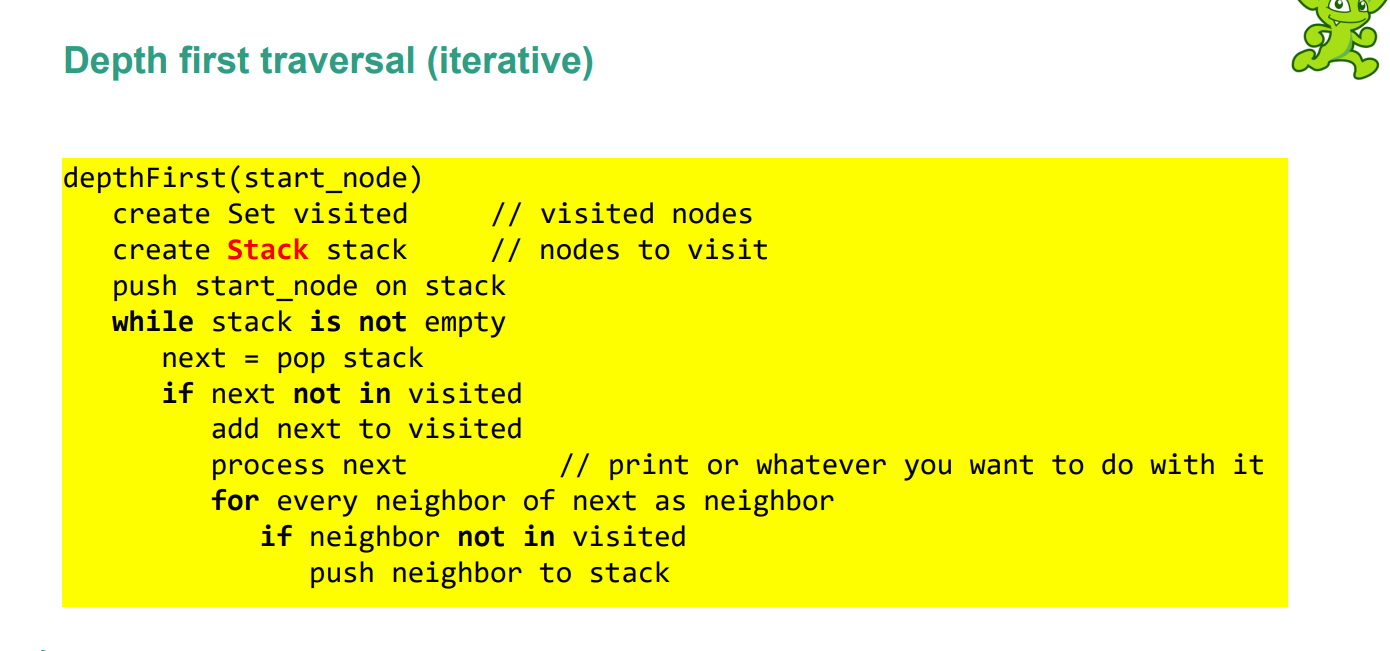 Depth first traversal (iterative)
depthFirst(start_node)
   create Set visited     // visited nodes
   create Stack stack     // nodes to visit
   push start_node on stack
   while stack is not empty
      next = pop stack
      if next not in visited
         add next to visited
         process next         // print or whatever you want to do with it
         for every neighbor of next as neighbor
            if neighbor not in visited
               push neighbor to stack